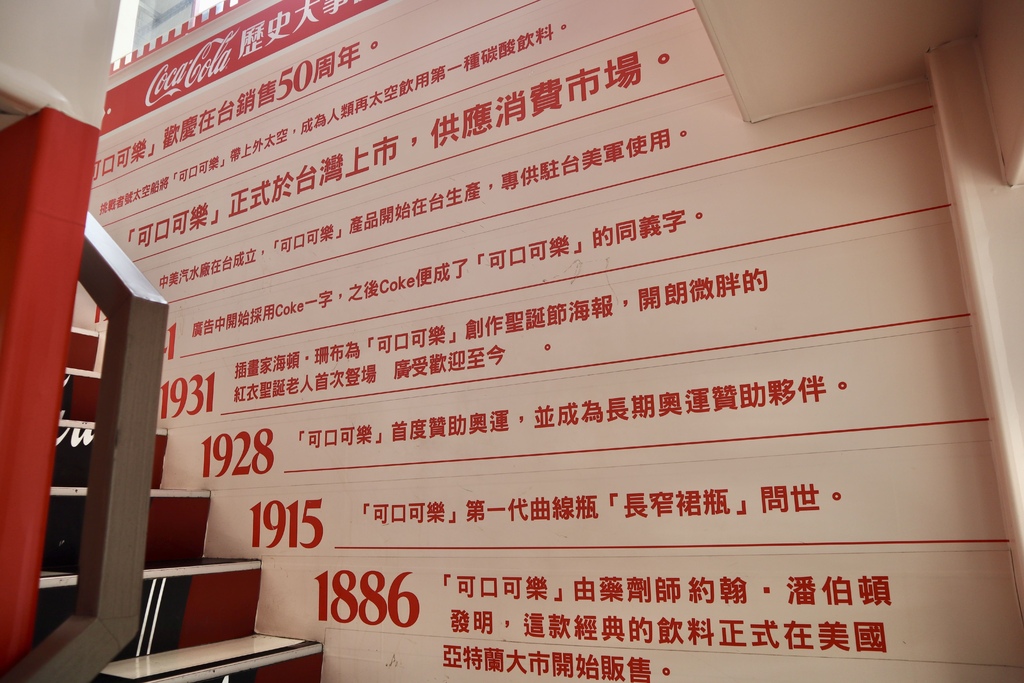 Coca-Cola 歷史大事
可口可樂」歡慶在台銷售50周年。
挑戰者號太空船將「可口可樂」帶上外太空，成為人類再太空飲用第一種碳酸飲料。
「可口可樂」正式於台灣上市，供應消費市場。
中美汽水廠在台成立，「可口可樂」產品開始在台生產，專供駐台美軍使用。
廣告中開始採用Coke一字，之後Coke便成了「可口可樂」的同義字。
1931 插畫家海頓・珊布為「可口可樂」創作聖誕節海報，開朗微胖的
紅衣聖誕老人首次登場 廣受歡迎至今 。
1928 「可口可樂」首度贊助奧運，並成為長期奧運贊助夥伴。
1915 「可口可樂」第一代曲線瓶「長窄裙瓶」問世。
1886 「可口可樂」由藥劑師約翰・潘伯頓
發明，這款經典的飲料正式在美國
亞特蘭大市開始販售。